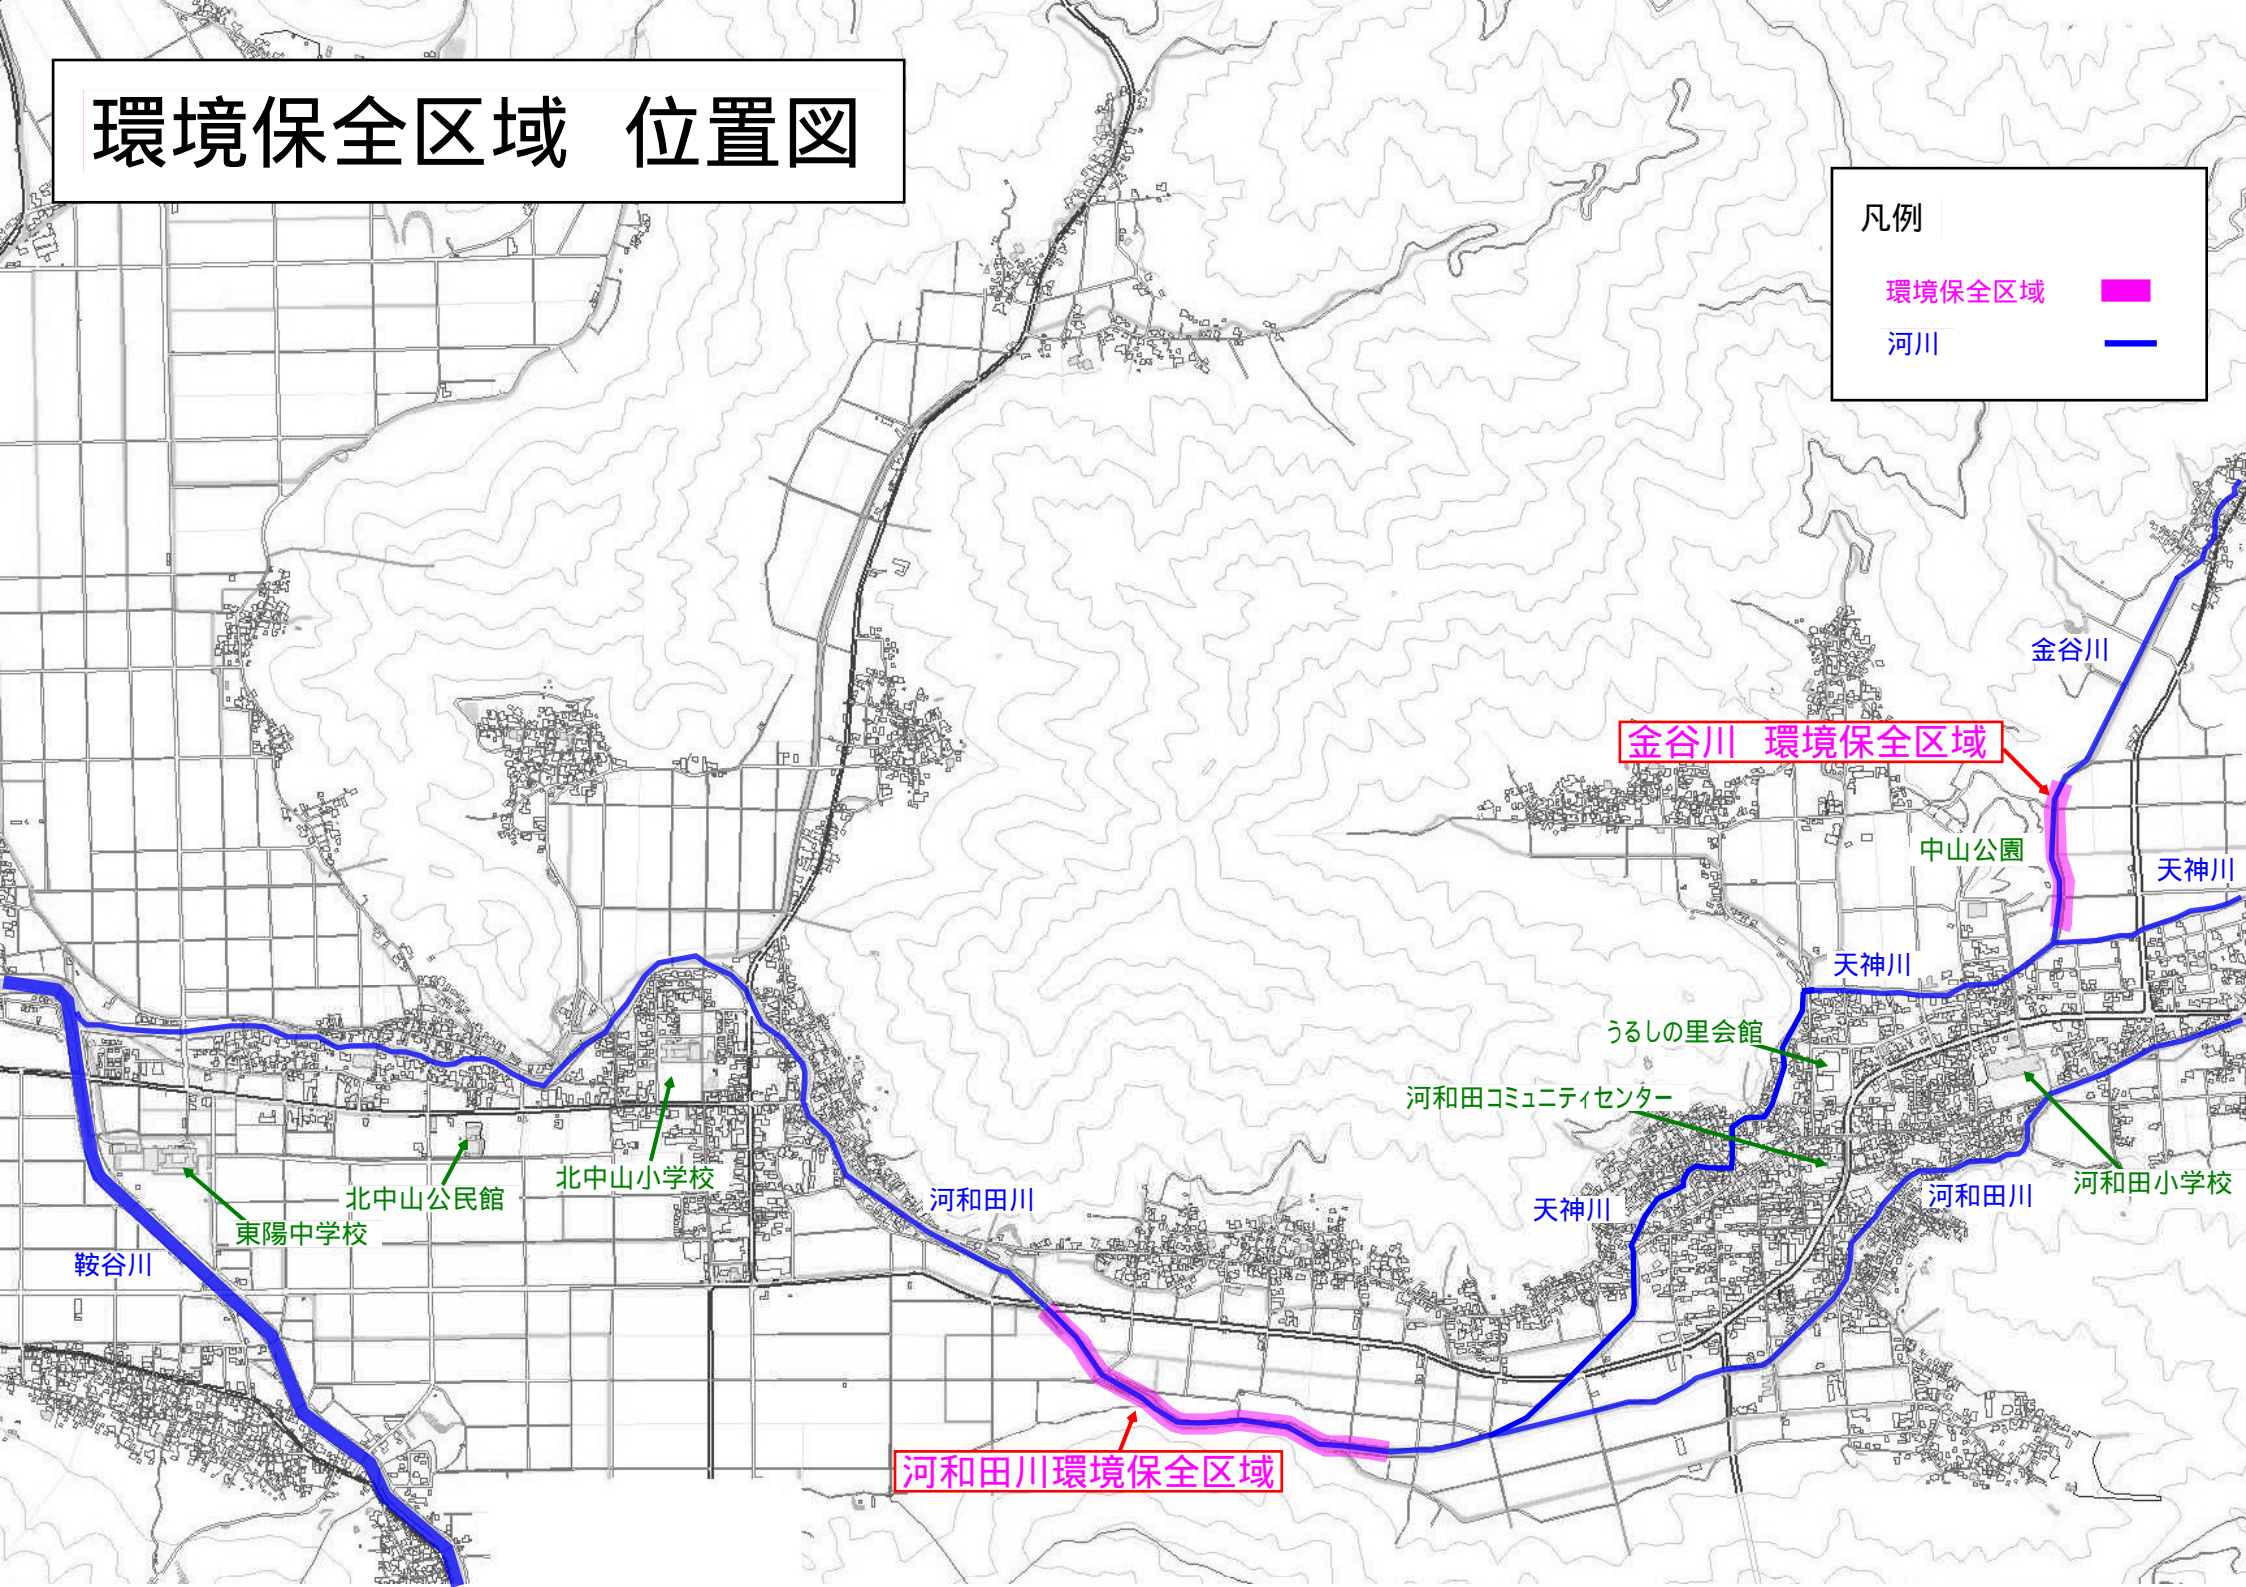 環境保全区域　位置図
凡例
環境保全区域
河川
金谷川
金谷川　環境保全区域
中山公園
天神川
天神川
うるしの里会館
河和田コミュニティセンター
北中山小学校
河和田小学校
北中山公民館
河和田川
河和田川
天神川
東陽中学校
鞍谷川
河和田川環境保全区域